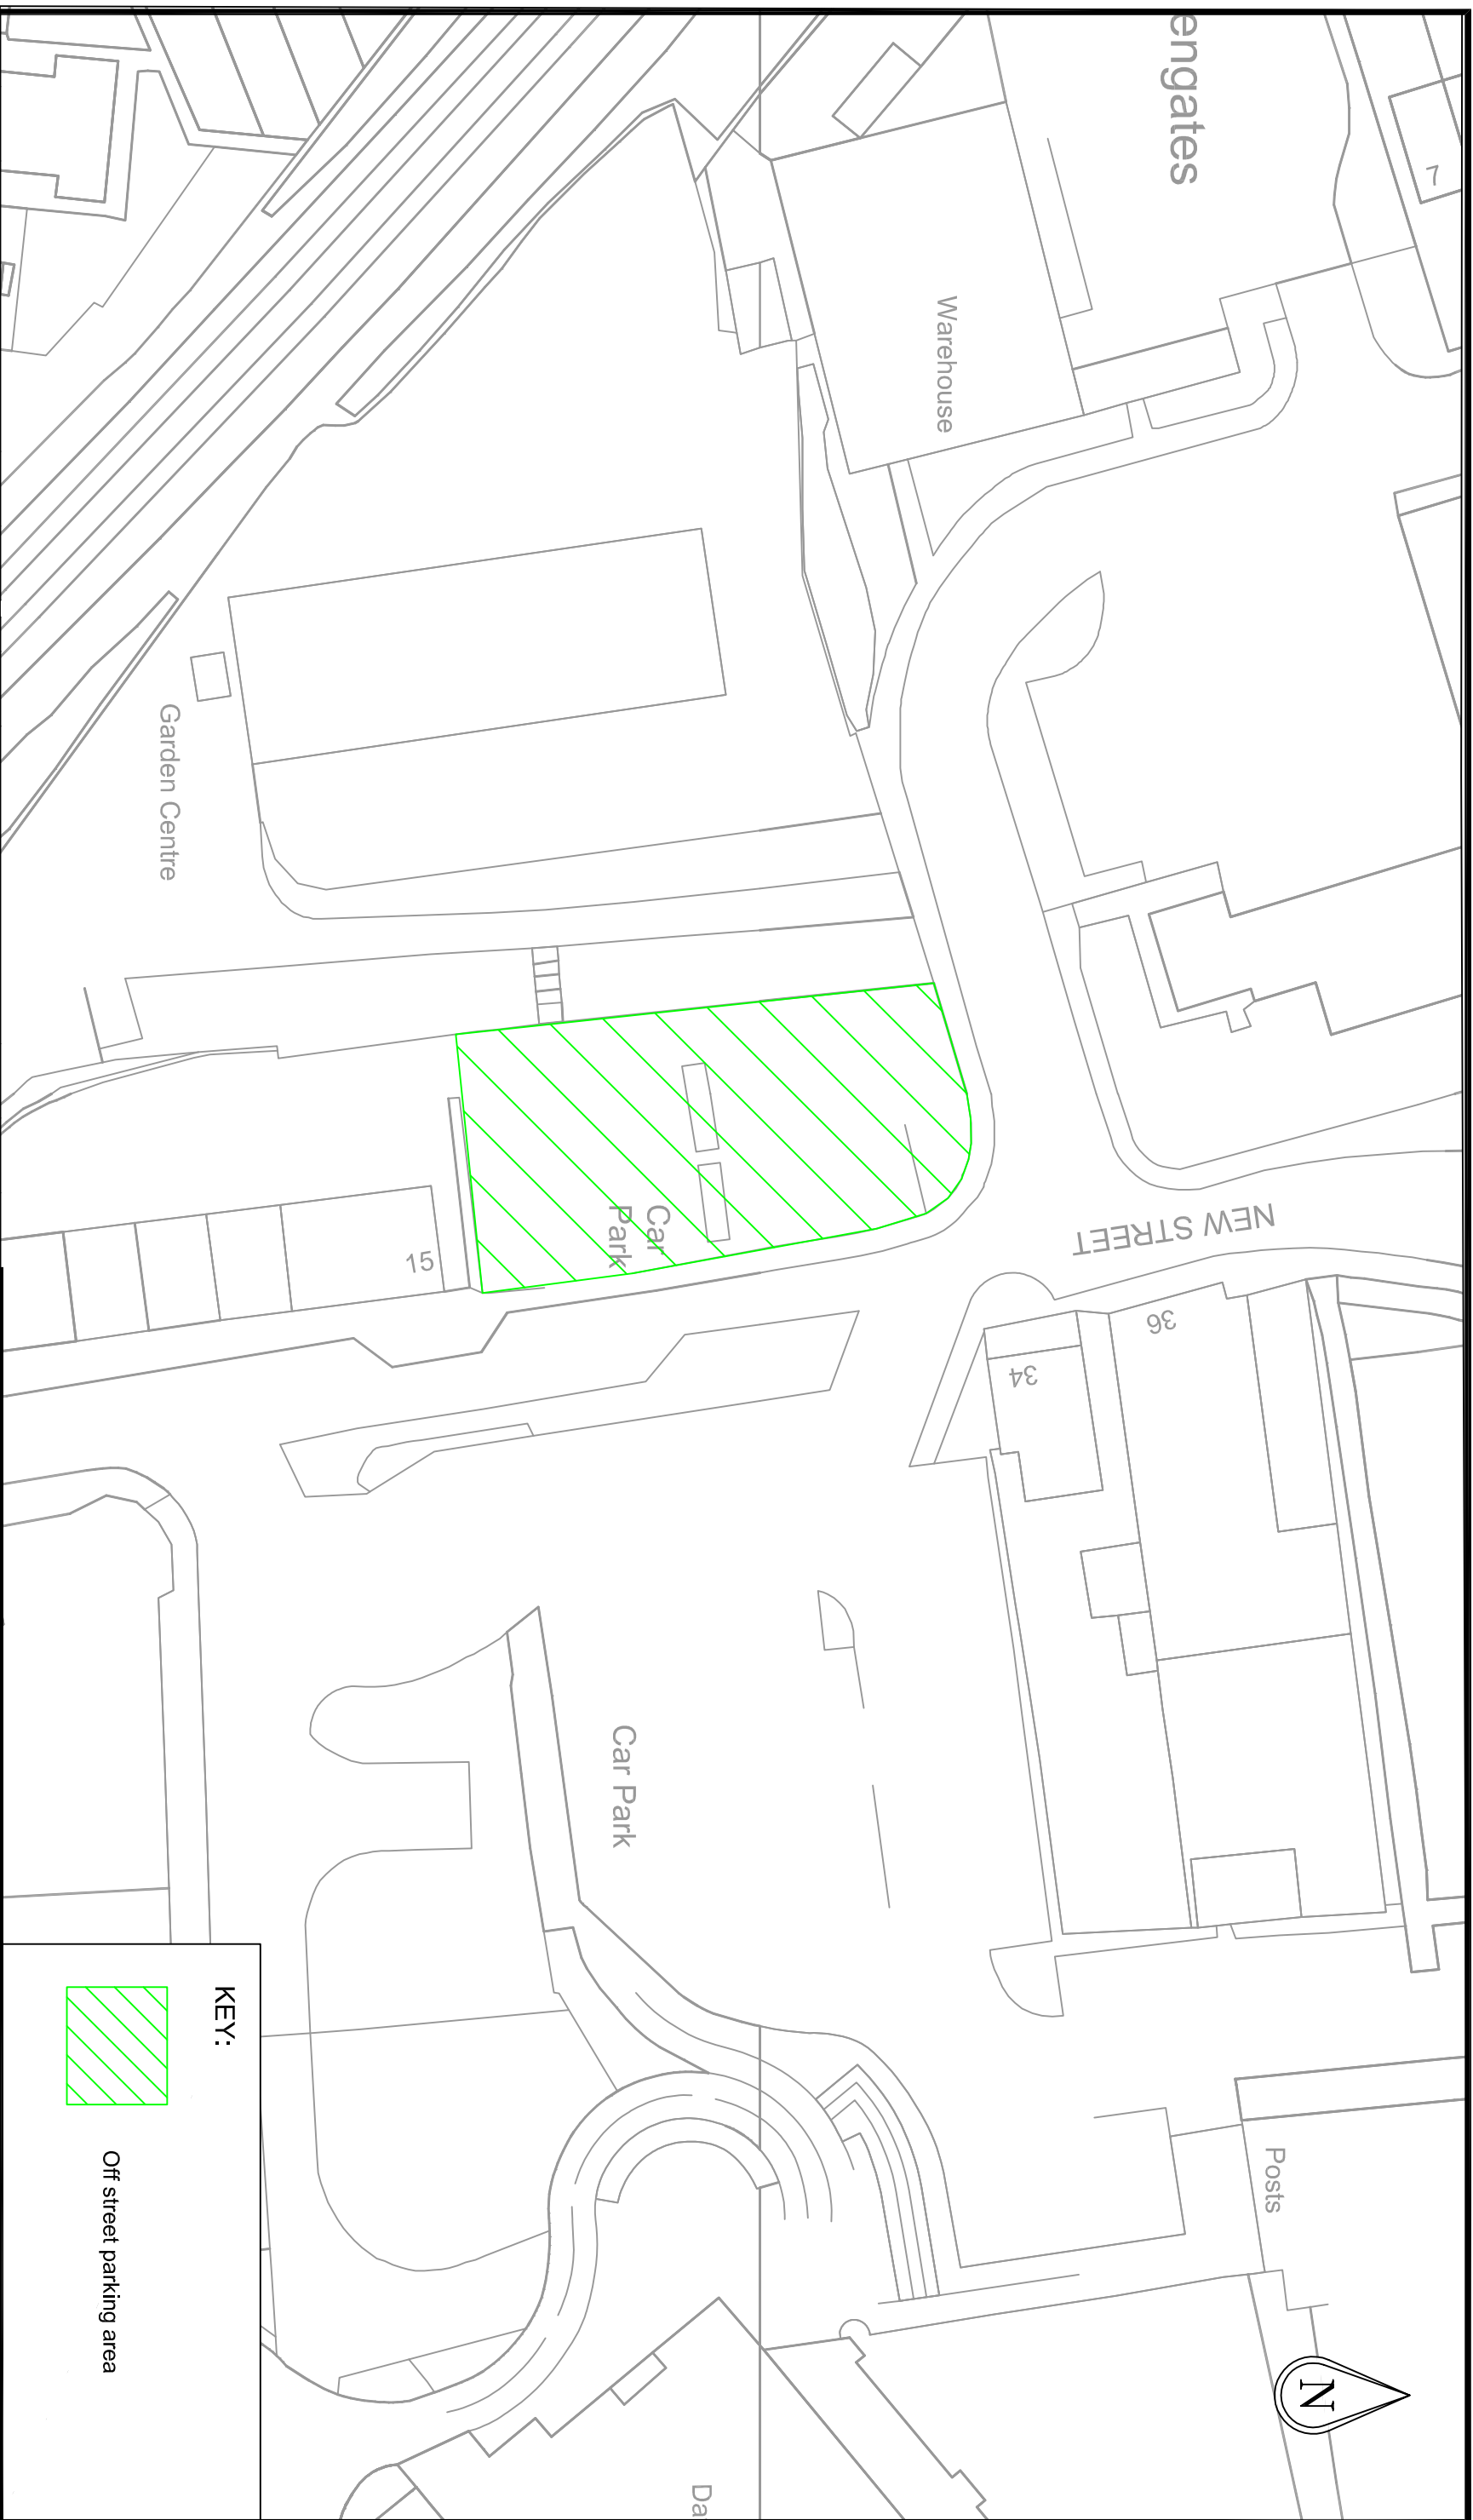 engates
7
Warehouse
Garden Centre
Car
Park
15
NEW STREET
36
34
Car Park
Posts
Da
N
KEY:
Off street parking area